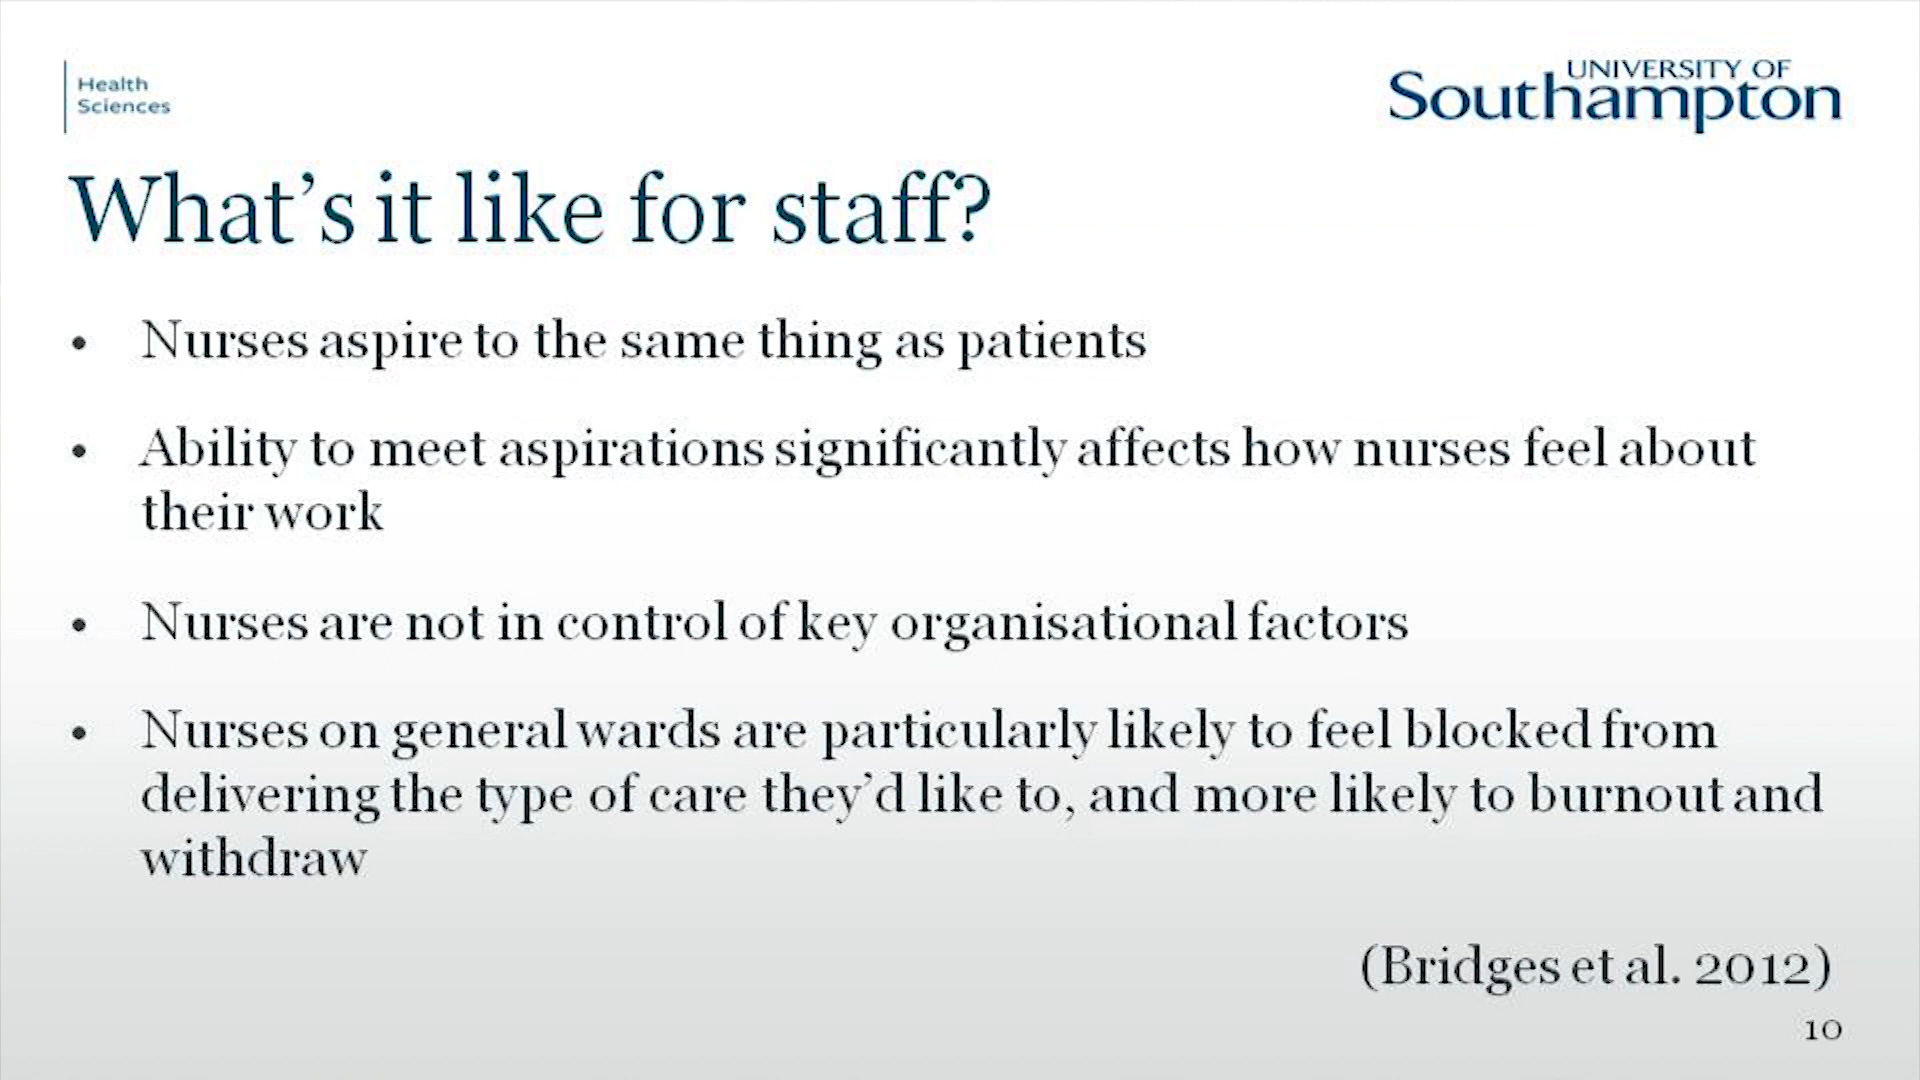 Health
Sciences
UNIVERSITY OF
Southampton
What's it like for staff?
• Nurses aspire to the same thing as patients
• Ability to meet aspirations significantly affects how nurses feel about
their work
• Nurses are not in control of key organisational factors
• Nurses on general wards are particularly likely to feel blocked from
delivering the type of care they'd like to, and more likely to burnout and
withdraw
(Bridges et al. 2012)
10